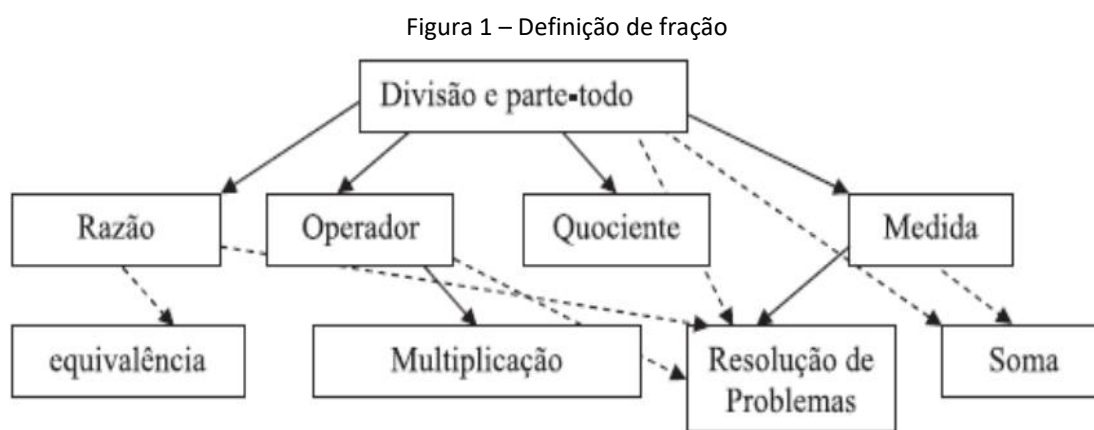 Figura 1 – Definição de fração
Divisão e parte-todo
Razão
Operador
Quociente
Medida
equivalência
Multiplicação
Resolução de
Problemas
Soma